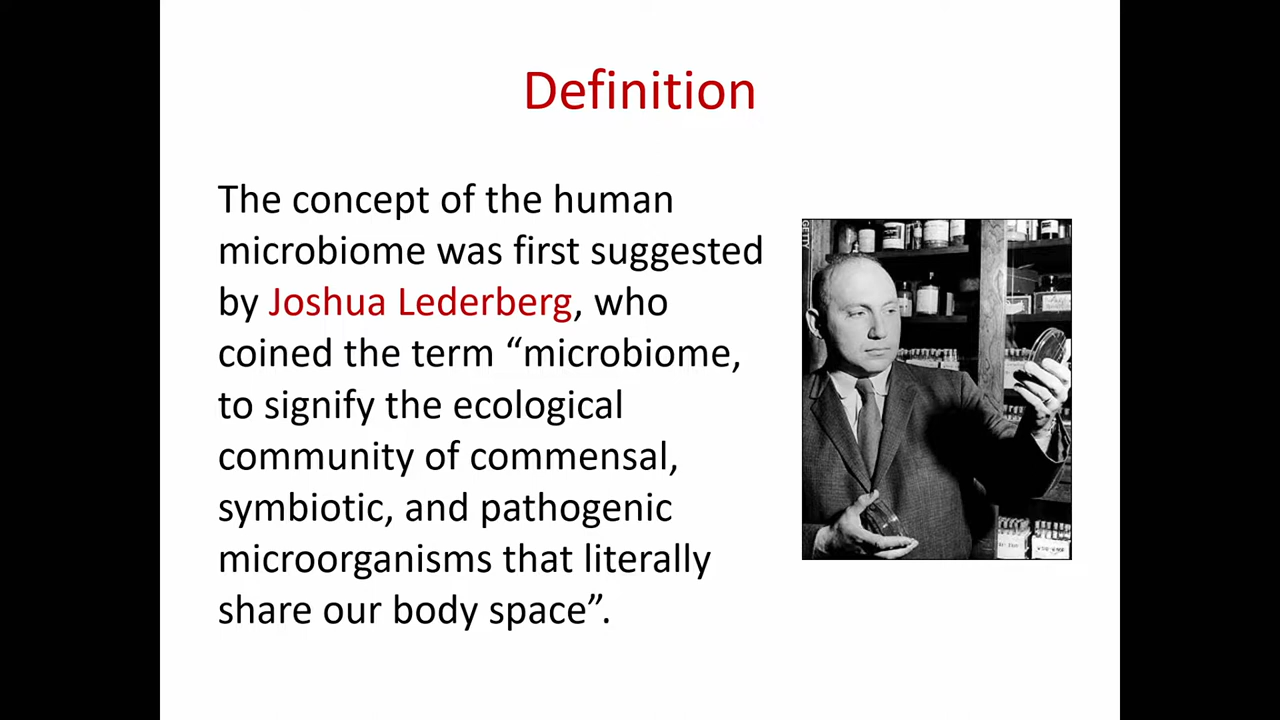 Definition
The concept of the human
microbiome was first suggested
by Joshua Lederberg, who
coined the term “microbiome,
to signify the ecological
community of commensal,
symbiotic, and pathogenic
microorganisms that literally
share our body space”.
GETTY